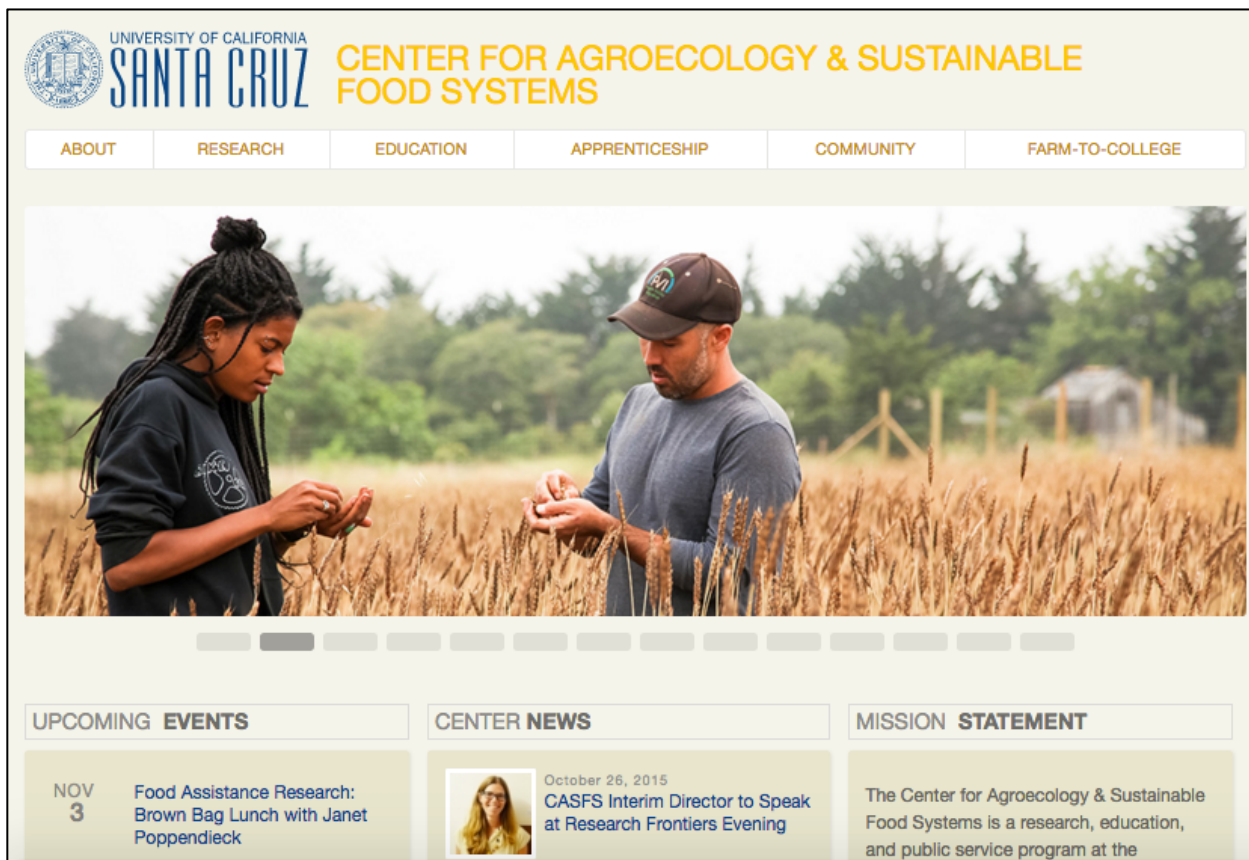 UNIVERSITY OF CALIFORNIA
SANTA CRUZ
CENTER FOR AGROECOLOGY & SUSTAINABLE
FOOD SYSTEMS
ABOUT
RESEARCH
EDUCATION
APPRENTICESHIP
COMMUNITY
FARM-TO-COLLEGE
UPCOMING EVENTS
NOV
3
Food Assistance Research:
Brown Bag Lunch with Janet
Poppendieck
CENTER NEWS
October 26, 2015
CASFS Interim Director to Speak
at Research Frontiers Evening
MISSION STATEMENT
The Center for Agroecology & Sustainable
Food Systems is a research, education,
and public service program at the